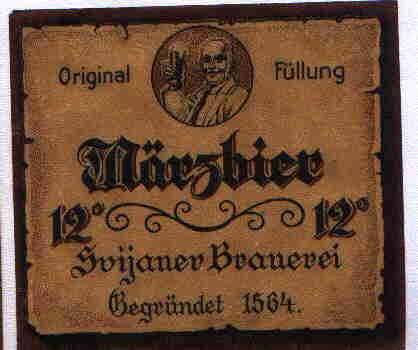 Original Füllung
Märzbier
12° 12°
Svijaner Brauerei
Gegründet 1564.